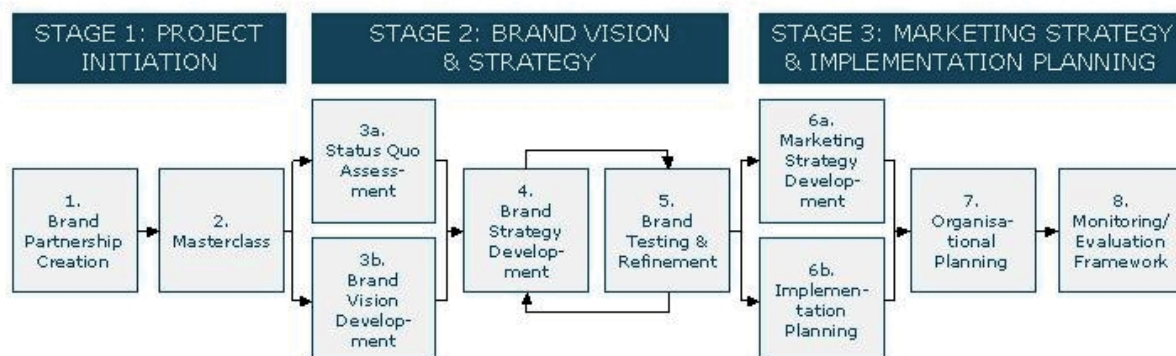 STAGE 1: PROJECT
INITIATION
STAGE 2: BRAND VISION
& STRATEGY
STAGE 3: MARKETING STRATEGY
& IMPLEMENTATION PLANNING
1.
Brand
Partnership
Creation
2.
Masterclass
3a.
Status Quo
Assess-
ment
3b.
Brand
Vision
Develop-
ment
4.
Brand
Strategy
Develop-
ment
5.
Brand
Testing &
Refinement
6a.
Marketing
Strategy
Develop-
ment
6b.
Implemen-
tation
Planning
7.
Organisa-
tional
Planning
8.
Monitoring/
Evaluation
Framework